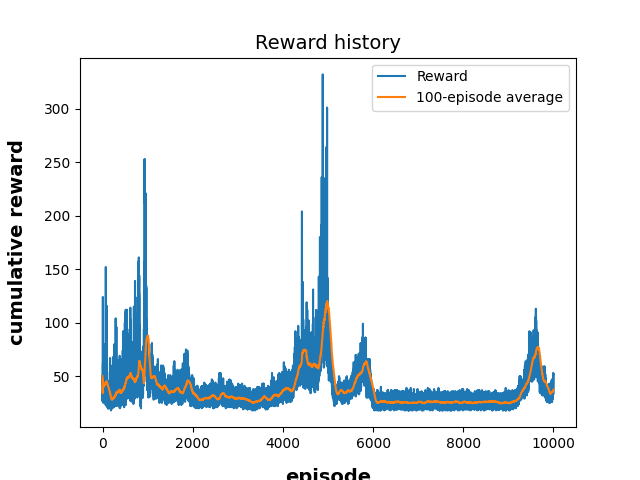 Reward history
Reward
100-episode average
cumulative reward
300
250
200
150
100
50
0 2000 4000 6000 8000 10000
episode